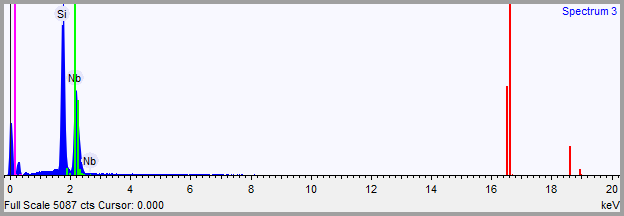 Spectrum 3
Si
Nb
Nb
0 2 4 6 8 10 12 14 16 18 20
Full Scale 5087 cts Cursor: 0.000 keV